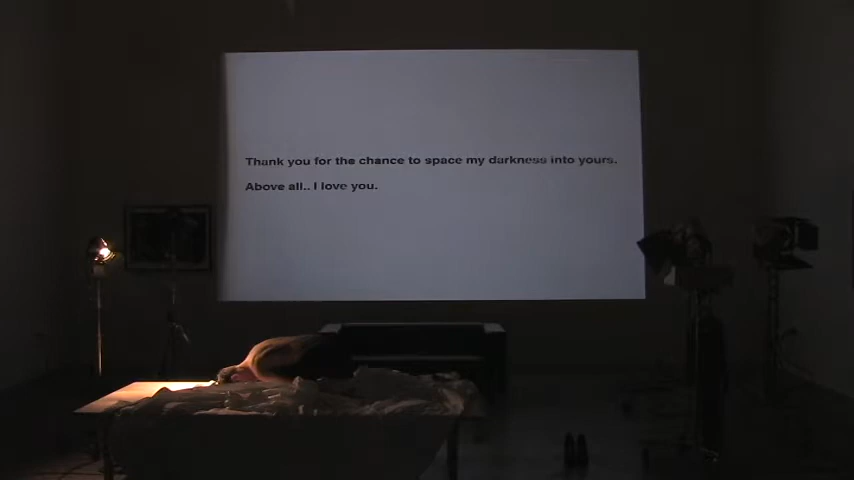 Thank you for the chance to space my darkness into yours.
Above all.. I love you.